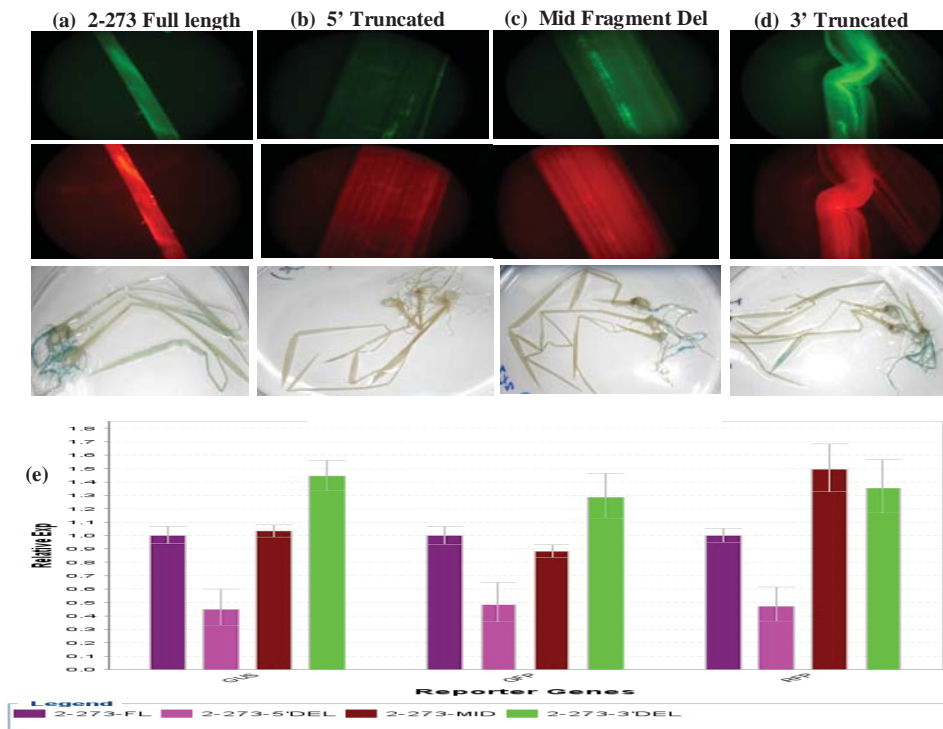 (a) 2-273 Full length
(b) 5' Truncated
(c) Mid Fragment Del
(d) 3' Truncated
(e)
Relative Exp
1.8
1.7
1.6
1.5
1.4
1.3
1.2
1.1
1.0
0.9
0.8
0.7
0.6
0.5
0.4
0.3
0.2
0.1
0.0
GUS
GFP
RFP
Reporter Genes
Legend
2-273-FL
2-273-5'DEL
2-273-MID
2-273-3'DEL